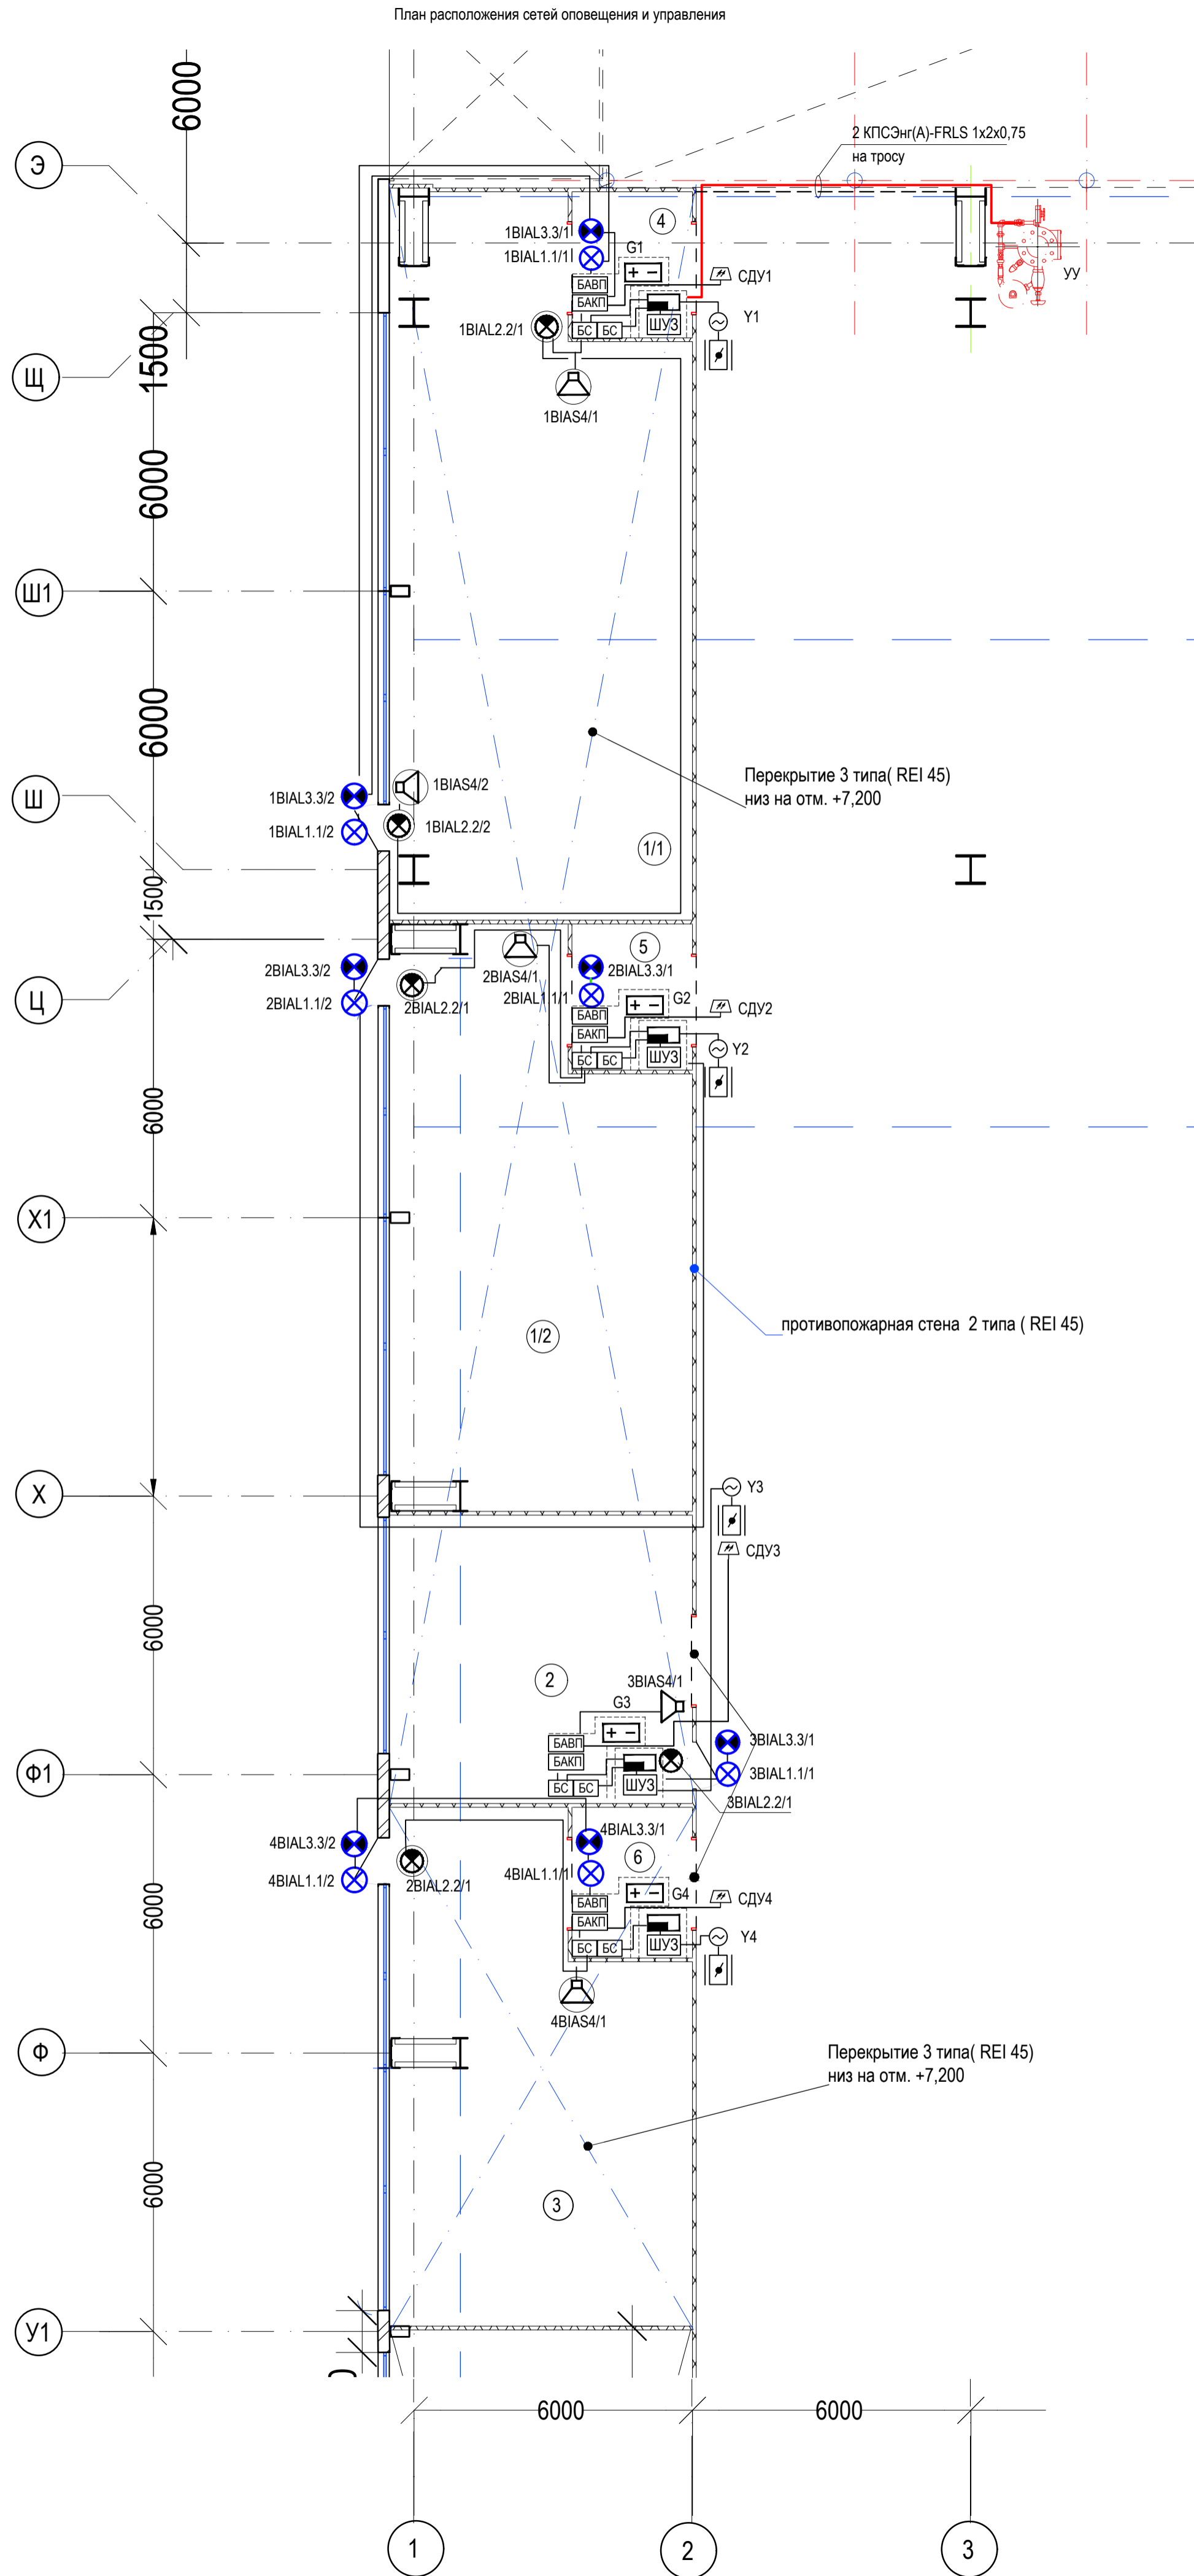 План расположения сетей оповещения и управления
6000
Э
2 КПСЭнг(А)-FRLS 1x2x0,75
на тросу
4
1BIAL3.3/1
G1
1BIAL1.1/1
СДУ1
УУ
БАВП
БАКП
Y1
БС
БС
ШУЗ
1BIAL2.2/1
1500
Щ
1BIAS4/1
6000
Ш1
6000
Перекрытие 3 типа( REI 45)
низ на отм. +7,200
1BIAS4/2
1BIAL3.3/2
Ш
1BIAL2.2/2
1BIAL1.1/2
1/1
1500
5
2BIAL3.3/2
2BIAS4/1
2BIAL3.3/1
2BIAL1.1/2
2BIAL1.1/1
Ц
2BIAL2.2/1
G2
СДУ2
БАВП
БАКП
Y2
БС
БС
ШУЗ
6000
Х1
противопожарная стена 2 типа ( REI 45)
1/2
Х
Y3
СДУ3
6000
2
3BIAS4/1
G3
БАВП
3BIAL3.3/1
БАКП
Ф1
3BIAL1.1/1
БС
БС
ШУЗ
3BIAL2.2/1
4BIAL3.3/1
4BIAL3.3/2
6
4BIAL1.1/1
4BIAL1.1/2
2BIAL2.2/1
G4
СДУ4
БАВП
БАКП
6000
Y4
БС
БС
ШУЗ
4BIAS4/1
Ф
Перекрытие 3 типа( REI 45)
низ на отм. +7,200
6000
3
У1
6000
6000
1
2
3